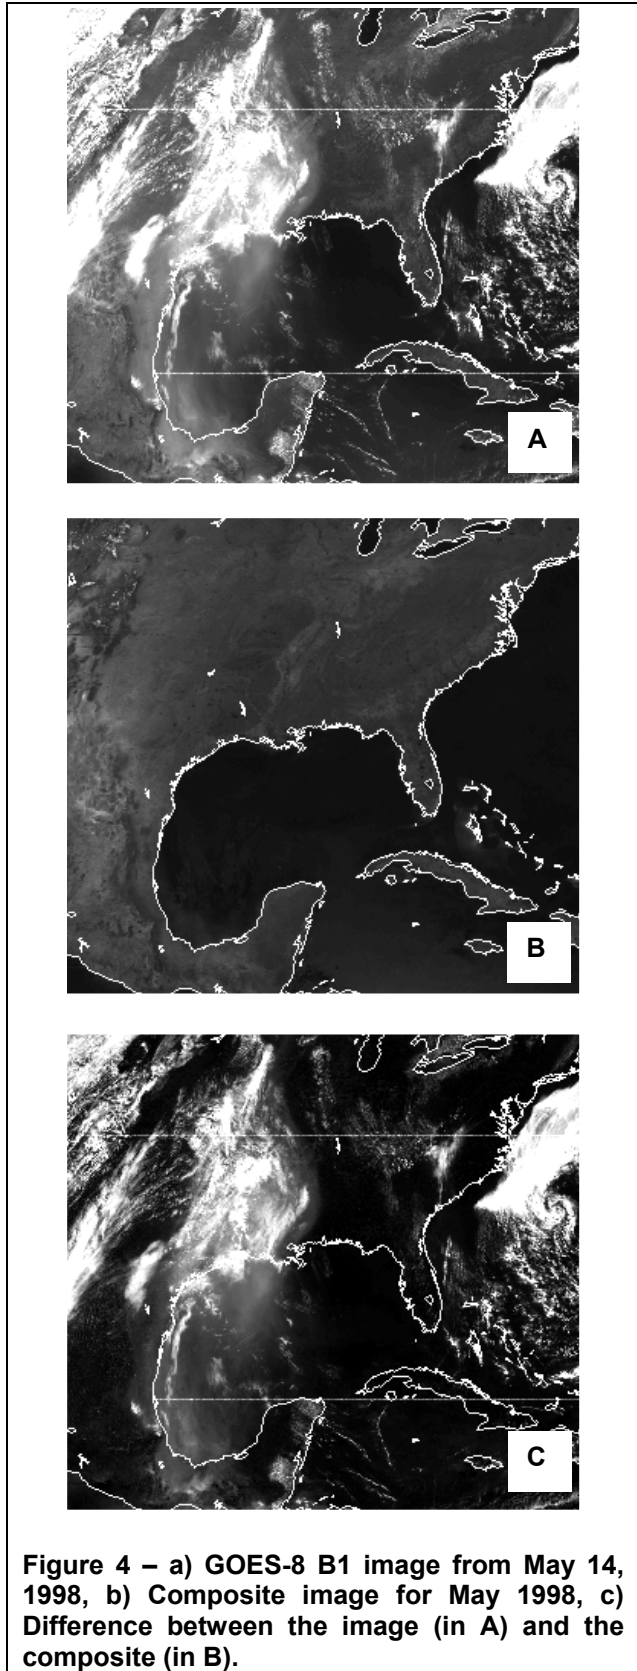 A
B
C
Figure 4 – a) GOES-8 B1 image from May 14,
1998, b) Composite image for May 1998, c)
Difference between the image (in A) and the
composite (in B).